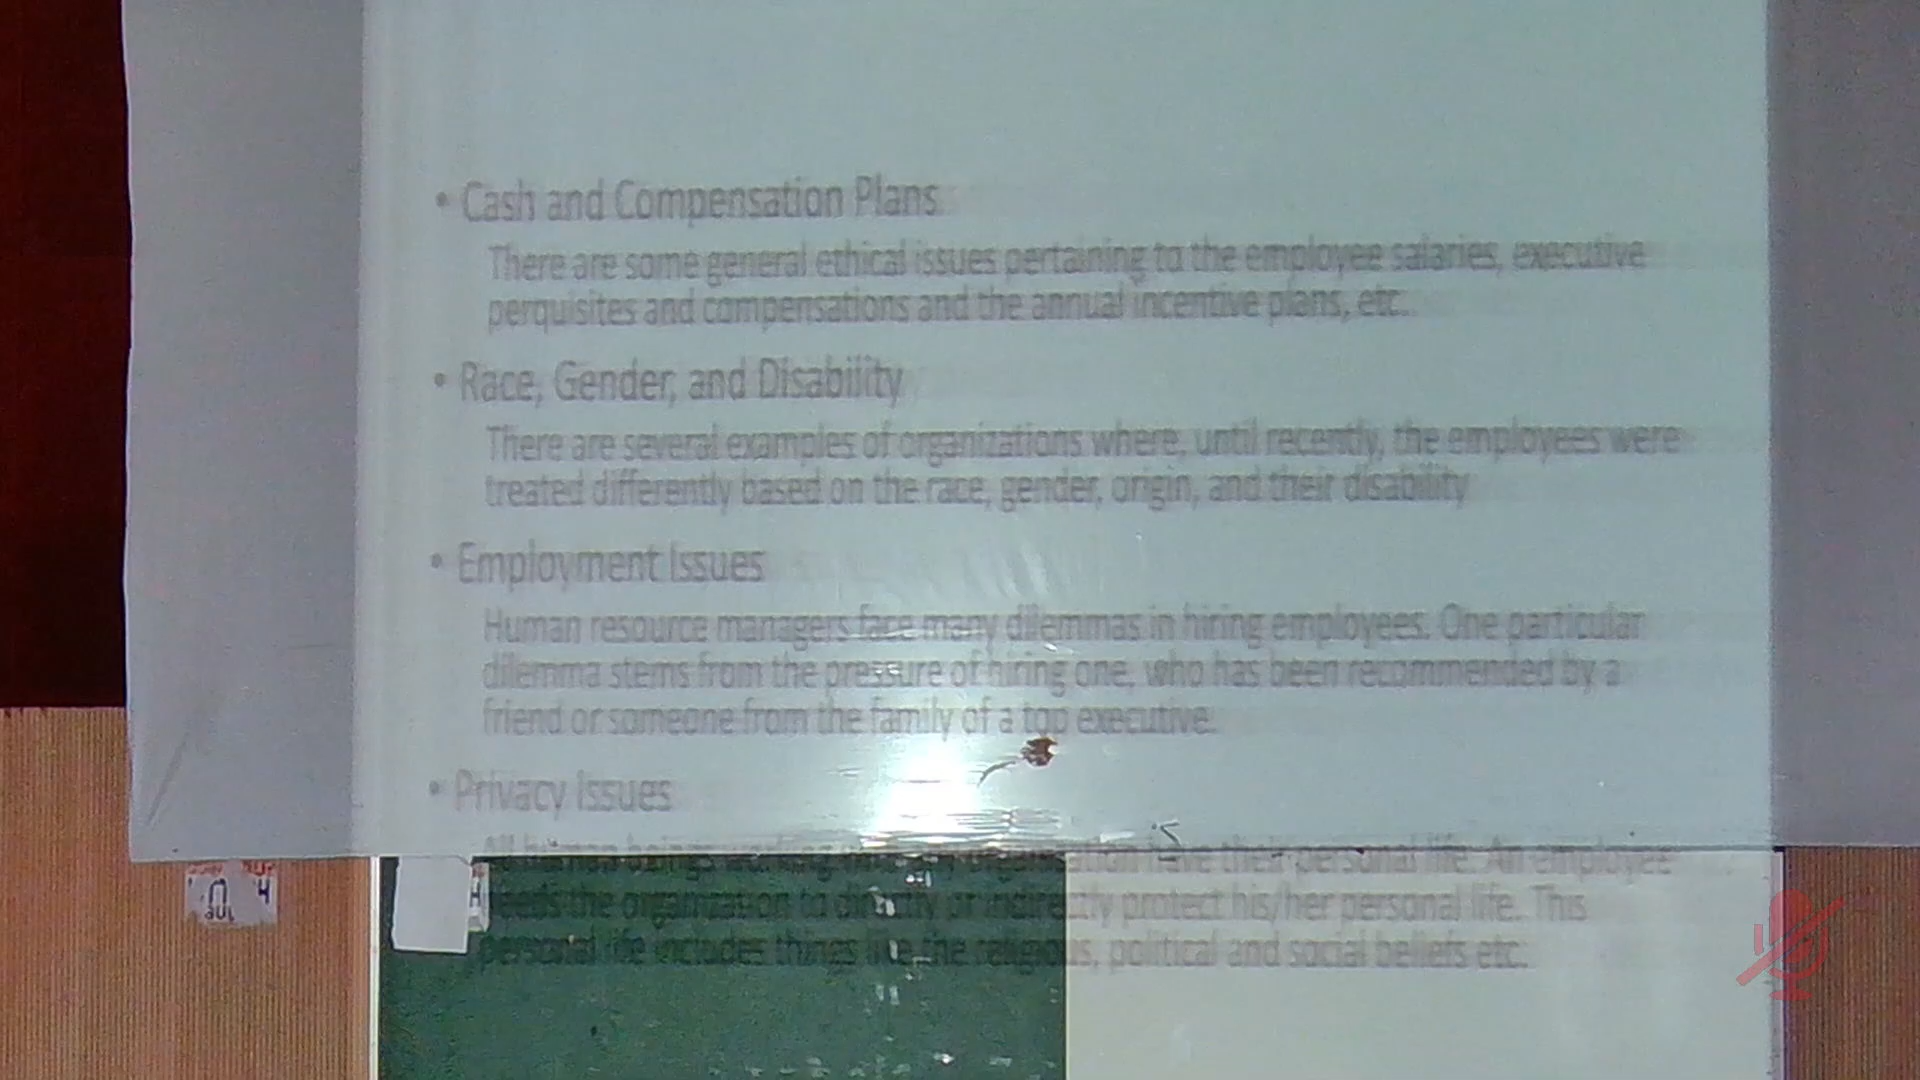 • Cash and Compensation Plans
There are some general ethical issues pertaining to the employee salaries, executive
perquisites and compensations and the annual incentive plans, etc.
• Race, Gender, and Disability
There are several examples of organizations where, until recently, the employees were
treated differently based on the race, gender, origin, and their disability
• Employment Issues
Human resource managers face many dilemmas in hiring employees. One particular
dilemma stems from the pressure of hiring one, who has been recommended by a
friend or someone from the family of a top executive.
• Privacy Issues
All human beings working have their personal life. An employee
needs the organization to directly or indirectly protect his/her personal life. This
personal life includes things like the religious, political and social beliefs etc.